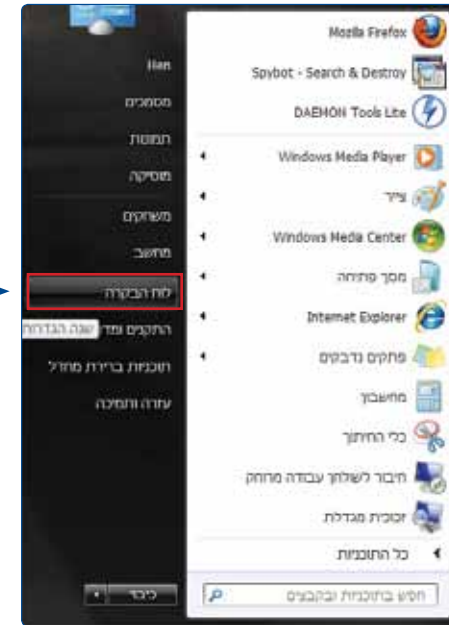 Mozilla Firefox
Spybot - Search & Destroy
DAEMON Tools Lite
Windows Media Player
צייר
Windows Media Center
מסך פתיחה
Internet Explorer
פתקים נדבקים
מחשבון
כלי החיתוך
חיבור לשולחן עבודה מרוחק
זכוכית מגדלת
כל התוכניות
חפש בתוכניות ובקבצים
Ilan
מסמכים
תמונות
מוסיקה
משחקים
מחשב
לוח הבקרה
התקנים ומד
שנה הגדרות
תוכניות ברירת מחדל
עזרה ותמיכה
כיבוי